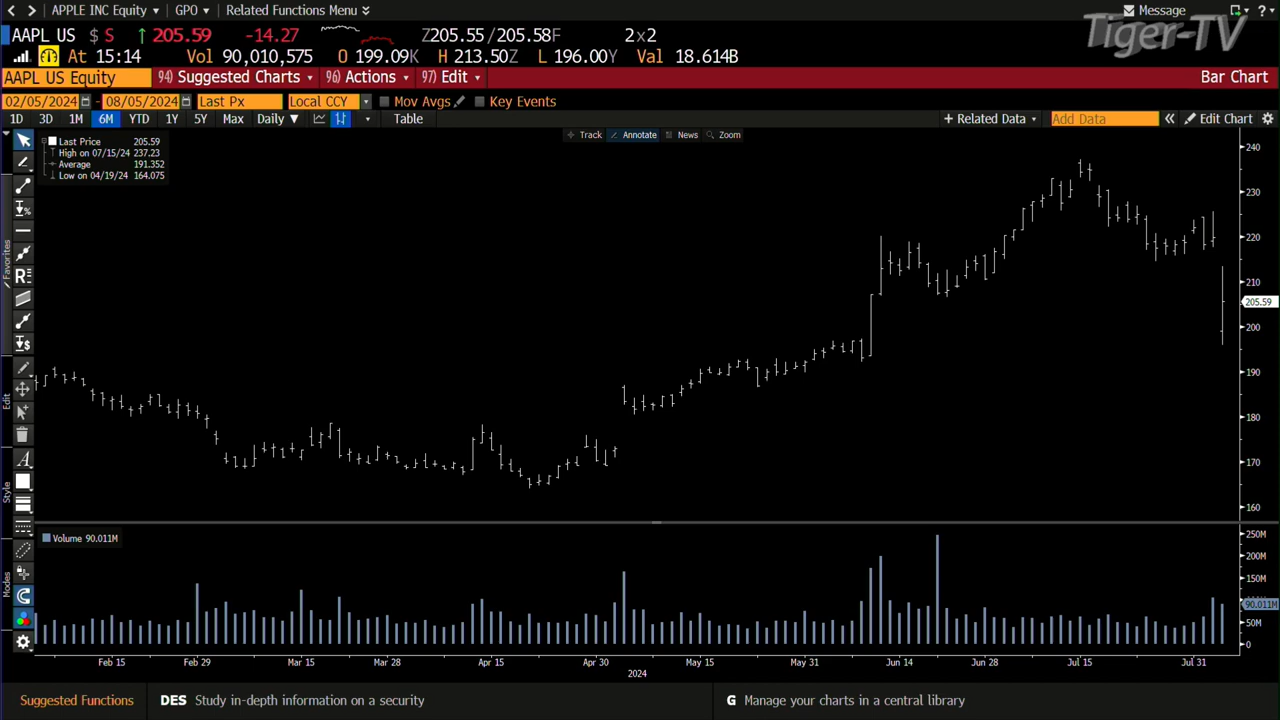 APPLE INC Equity GPO Related Functions Menu Message ?
Tiger-TV
AAPL US $ S 205.59 -14.27 Z205.55/205.58F 2x2
At 15:14 Vol 90,010,575 O 199.09K H 213.50Z L 196.00Y Val 18.614B
AAPL US Equity 94) Suggested Charts 96) Actions 97) Edit Bar Chart
02/05/2024 - 08/05/2024 Last Px Local CCY Mov Avgs Key Events
1D 3D 1M 6M YTD 1Y 5Y Max Daily ▼ Table + Related Data Add Data « Edit Chart
Track Annotate News Zoom
Last Price 205.59
High on 07/15/24 237.23
Average 191.352
Low on 04/19/24 164.075
Favorites
Edit
Style
Modes
240
230
220
210
205.59
200
190
180
170
160
Volume 90.011M
250M
200M
150M
90.011M
50M
0
Feb 15 Feb 29 Mar 15 Mar 28 Apr 15 Apr 30 May 15 May 31 Jun 14 Jun 28 Jul 15 Jul 31
2024
Suggested Functions DES Study in-depth information on a security G Manage your charts in a central library